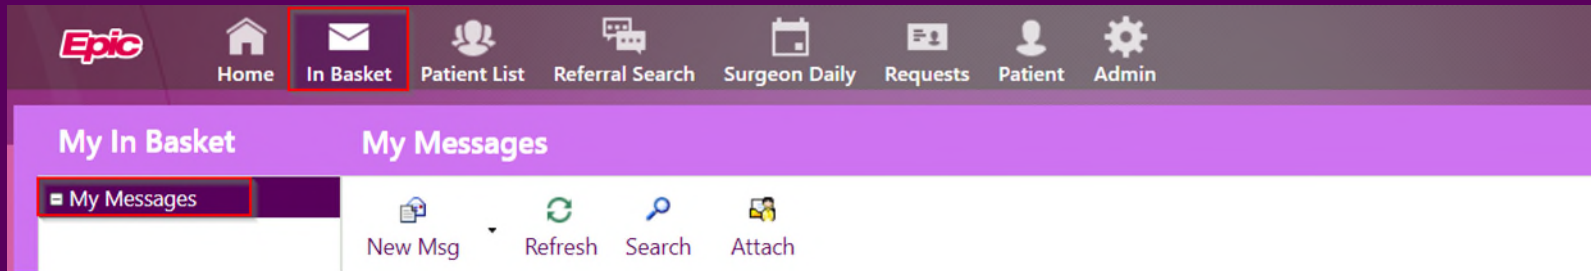 Epic
Home In Basket Patient List Referral Search Surgeon Daily Requests Patient Admin
My In Basket My Messages
My Messages
New Msg Refresh Search Attach